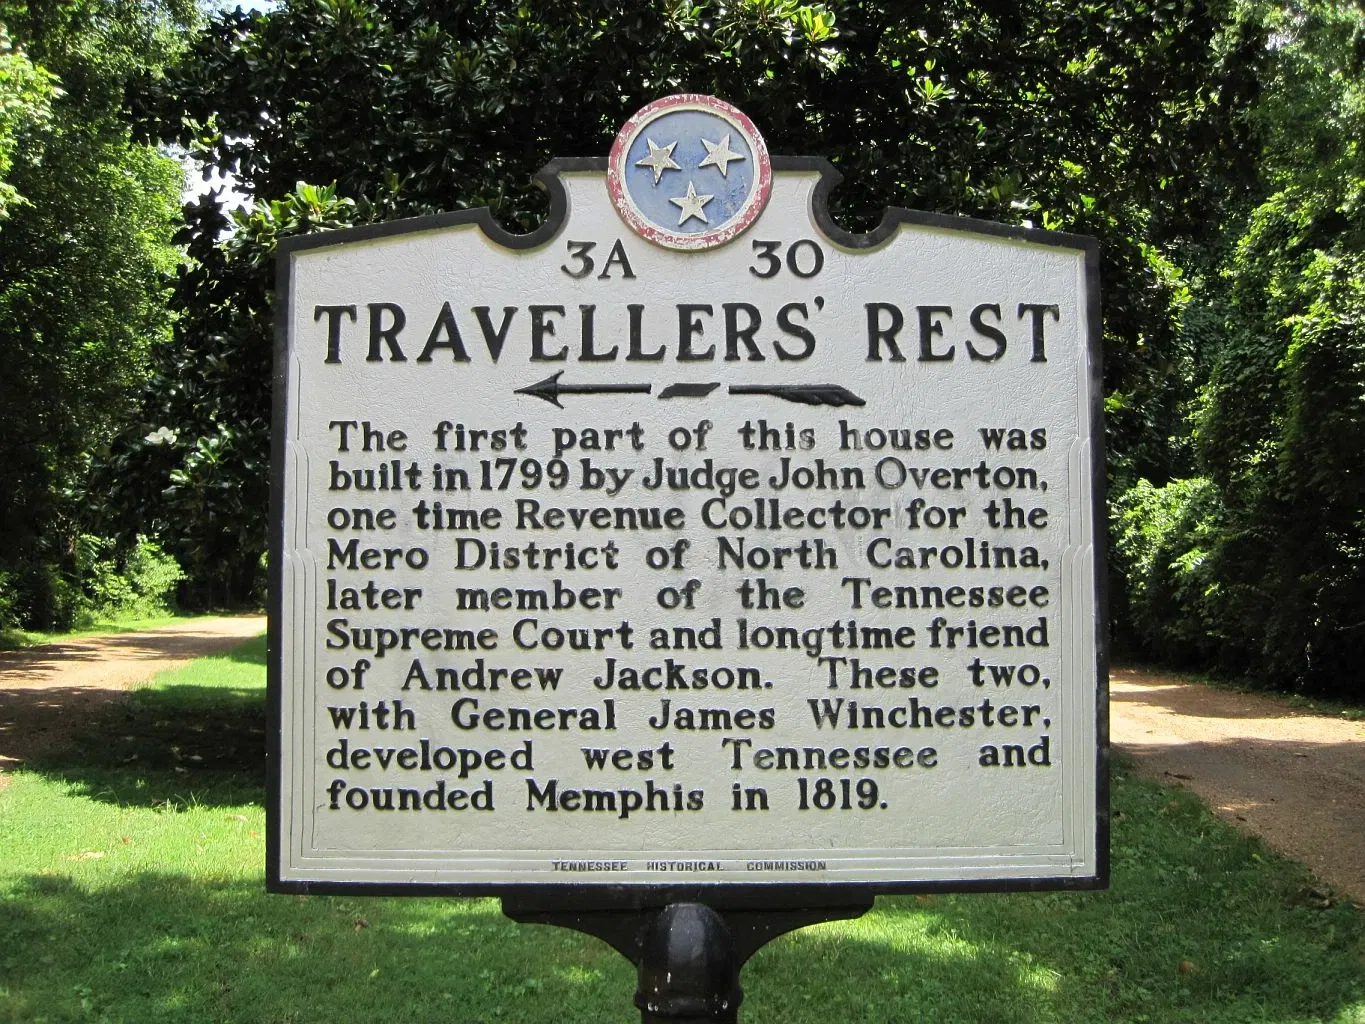 3A 30
TRAVELLERS' REST
The first part of this house was
built in 1799 by Judge John Overton,
one time Revenue Collector for the
Mero District of North Carolina,
later member of the Tennessee
Supreme Court and longtime friend
of Andrew Jackson. These two,
with General James Winchester,
developed west Tennessee and
founded Memphis in 1819.
TENNESSEE HISTORICAL COMMISSION